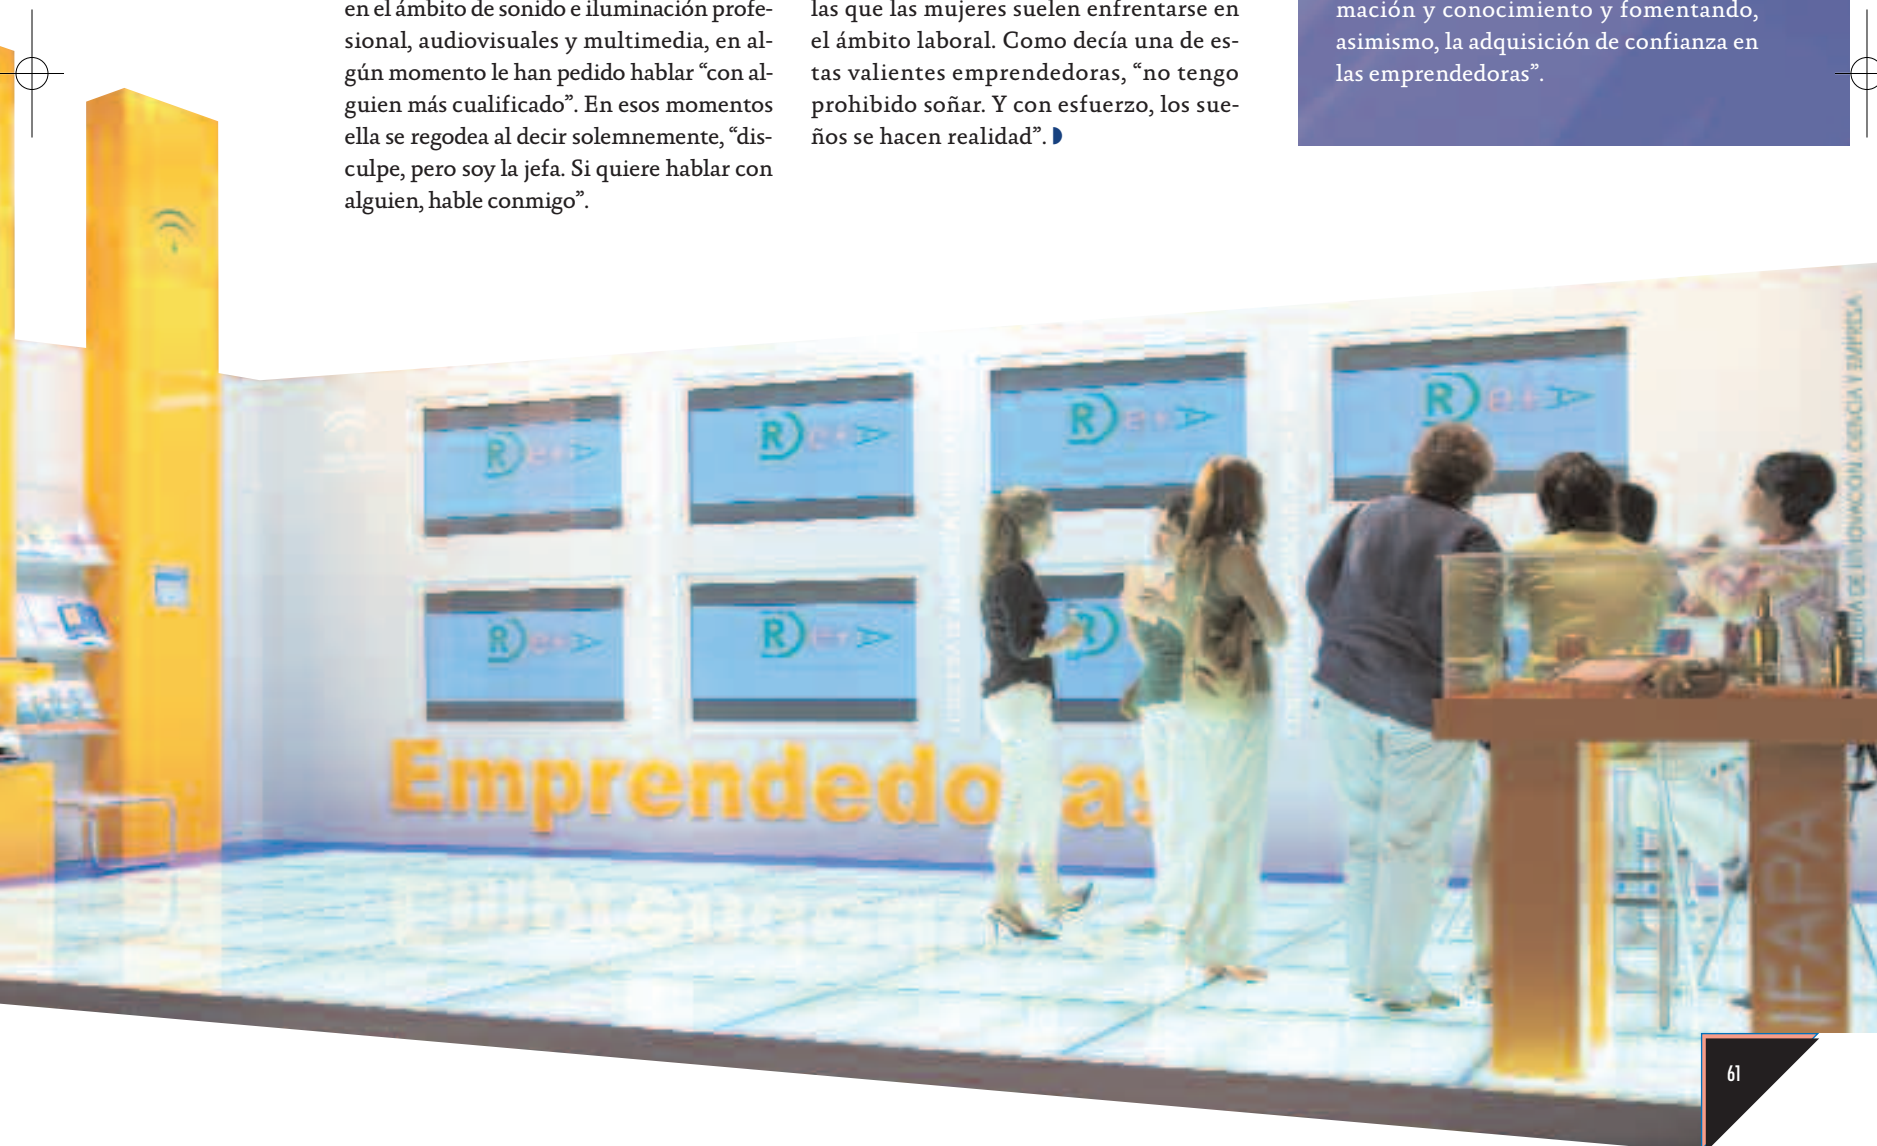 en el ámbito de sonido e iluminación profe-
sional, audiovisuales y multimedia, en al-
gún momento le han pedido hablar “con al-
guien más cualificado”. En esos momentos
ella se regodea al decir solemnemente, “dis-
culpe, pero soy la jefa. Si quiere hablar con
alguien, hable conmigo”.
las que las mujeres suelen enfrentarse en
el ámbito laboral. Como decía una de es-
tas valientes emprendedoras, “no tengo
prohibido soñar. Y con esfuerzo, los sue-
ños se hacen realidad”.
mación y conocimiento y fomentando,
asimismo, la adquisición de confianza en
las emprendedoras”.
R e+A
R e+A
R e+A
R e+A
R e+A
R e+A
Emprendedo as
DE INNOVACIÓN, CIENCIA Y EMPRESA
IFAPA
61